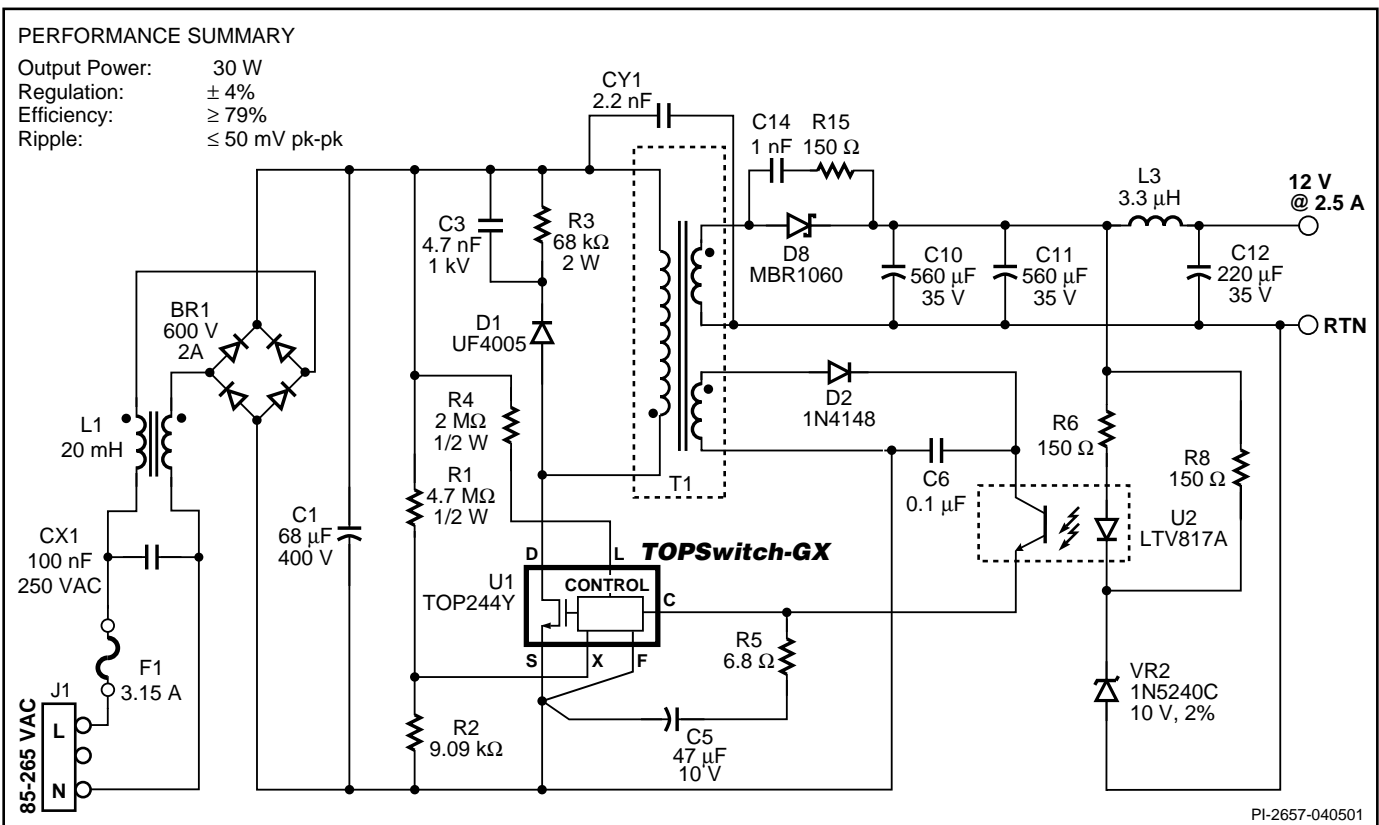 PERFORMANCE SUMMARY
Output Power: 30 W
Regulation: ± 4%
Efficiency: ≥ 79%
Ripple: ≤ 50 mV pk-pk
CY1
2.2 nF
C14
1 nF
R15
150 Ω
L3
3.3 µH
12 V
@ 2.5 A
C3
4.7 nF
1 kV
R3
68 kΩ
2 W
D8
MBR1060
C10
560 µF
35 V
C11
560 µF
35 V
C12
220 µF
35 V
BR1
600 V
2A
D1
UF4005
RTN
L1
20 mH
R4
2 MΩ
1/2 W
D2
1N4148
R6
150 Ω
R8
150 Ω
R1
4.7 MΩ
1/2 W
T1
C6
0.1 µF
C1
68 µF
400 V
CX1
100 nF
250 VAC
U2
LTV817A
D
L
TOPSwitch-GX
U1
TOP244Y
CONTROL
C
S
X
F
R5
6.8 Ω
F1
3.15 A
J1
L
N
85-265 VAC
R2
9.09 kΩ
C5
47 µF
10 V
VR2
1N5240C
10 V, 2%
PI-2657-040501